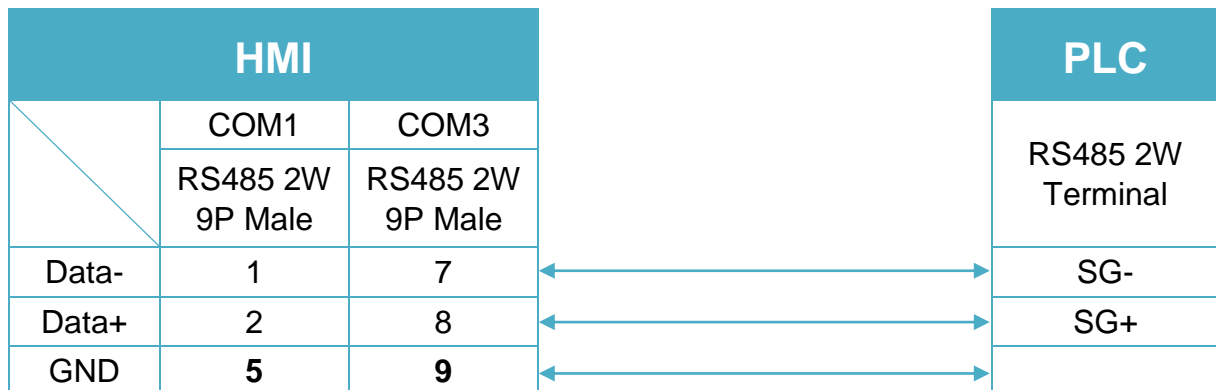 HMI PLC
COM1 COM3
RS485 2W RS485 2W RS485 2W
9P Male 9P Male Terminal
Data- 1 7 SG-
Data+ 2 8 SG+
GND 5 9